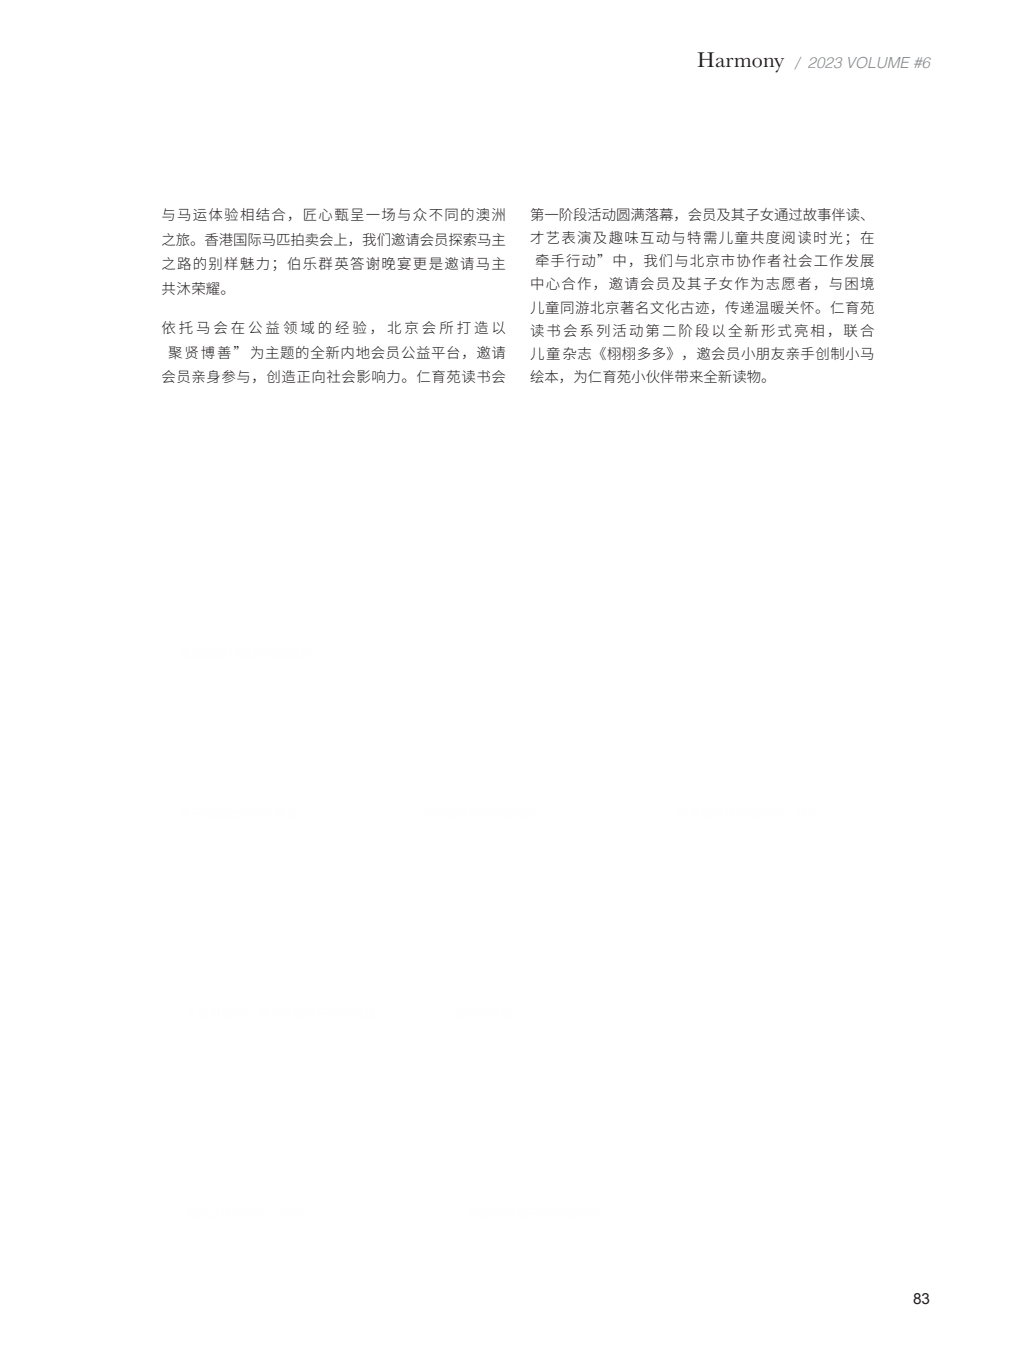 Harmony / 2023 VOLUME #6
与马运体验相结合，匠心甄呈一场与众不同的澳洲
之旅。香港国际马匹拍卖会上，我们邀请会员探索马主
之路的别样魅力；伯乐群英答谢晚宴更是邀请马主
共沐荣耀。
依托马会在公益领域的经验，北京会所打造以
聚贤博善”为主题的全新内地会员公益平台，邀请
会员亲身参与，创造正向社会影响力。仁育苑读书会
第一阶段活动圆满落幕，会员及其子女通过故事伴读、
才艺表演及趣味互动与特需儿童共度阅读时光；在
牵手行动”中，我们与北京市协作者社会工作发展
中心合作，邀请会员及其子女作为志愿者，与困境
儿童同游北京著名文化古迹，传递温暖关怀。仁育苑
读书会系列活动第二阶段以全新形式亮相，联合
儿童杂志《栩栩多多》，邀会员小朋友亲手创制小马
绘本，为仁育苑小伙伴带来全新读物。
83